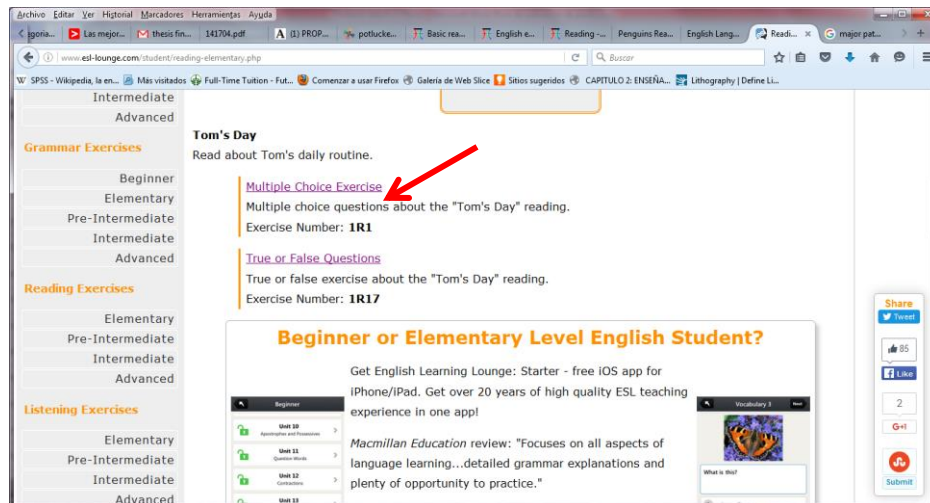 Archivo Editar Ver Historial Marcadores Herramientas Ayuda
egoria... Las mejor... thesis fin... 141704.pdf (1) PROP... potlucke... Basic rea... English e... Reading -... Penguins Rea... English Lang... Readi... × major pat...
www.esl-lounge.com/student/reading-elementary.php Buscar
SPSS - Wikipedia, la en... Más visitados Full-Time Tuition - Fut... Comenzar a usar Firefox Galería de Web Slice Sitios sugeridos CAPITULO 2: ENSEÑA... Lithography | Define Li...
Intermediate
Advanced
Grammar Exercises
Beginner
Elementary
Pre-Intermediate
Intermediate
Advanced
Reading Exercises
Elementary
Pre-Intermediate
Intermediate
Advanced
Listening Exercises
Elementary
Pre-Intermediate
Intermediate
Advanced
Tom's Day
Read about Tom's daily routine.
Multiple Choice Exercise
Multiple choice questions about the "Tom's Day" reading.
Exercise Number: 1R1
True or False Questions
True or false exercise about the "Tom's Day" reading.
Exercise Number: 1R17
Beginner or Elementary Level English Student?
Get English Learning Lounge: Starter - free iOS app for
iPhone/iPad. Get over 20 years of high quality ESL teaching
experience in one app!
Macmillan Education review: "Focuses on all aspects of
language learning...detailed grammar explanations and
plenty of opportunity to practice."
Beginner
Unit 10
Apostrophes and Possessives
Unit 11
Question Words
Unit 12
Contractions
Unit 13
Vocabulary 3
Next
What is this?
Share
Tweet
85
Like
2
G+1
Submit